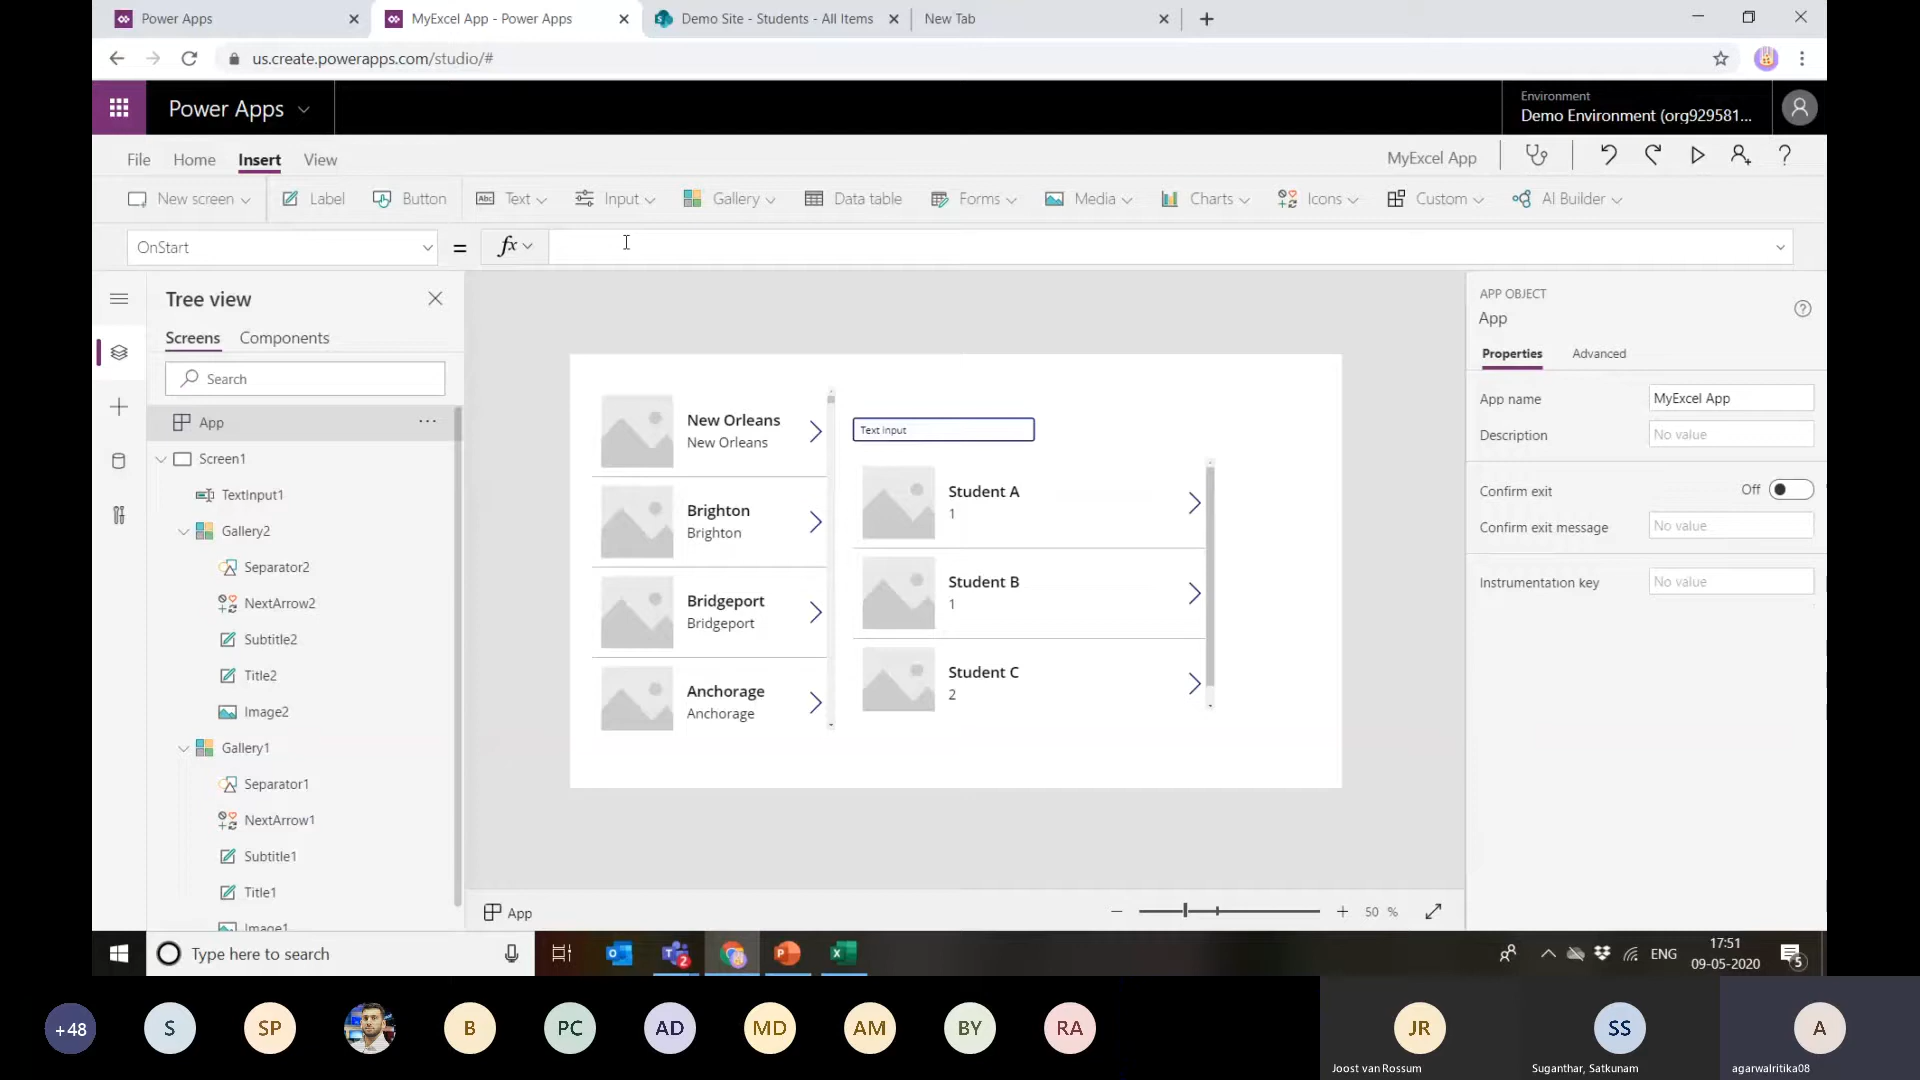 Power Apps
MyExcel App - Power Apps
Demo Site - Students - All Items
New Tab
us.create.powerapps.com/studio/#
Power Apps
Environment
Demo Environment (org929581...
File Home Insert View
MyExcel App
New screen Label Button Text Input Gallery Data table Forms Media Charts Icons Custom AI Builder
OnStart = fx
Tree view
Screens Components
Search
App
Screen1
TextInput1
Gallery2
Separator2
NextArrow2
Subtitle2
Title2
Image2
Gallery1
Separator1
NextArrow1
Subtitle1
Title1
Image1
New Orleans
New Orleans
Brighton
Brighton
Bridgeport
Bridgeport
Anchorage
Anchorage
Text input
Student A
1
Student B
1
Student C
2
APP OBJECT
App
Properties Advanced
App name MyExcel App
Description No value
Confirm exit Off
Confirm exit message No value
Instrumentation key No value
App
50 %
Type here to search
ENG
17:51
09-05-2020
5
+48 S SP B PC AD MD AM BY RA JR SS A
Joost van Rossum
Suganthar, Satkunam
agarwalritika08